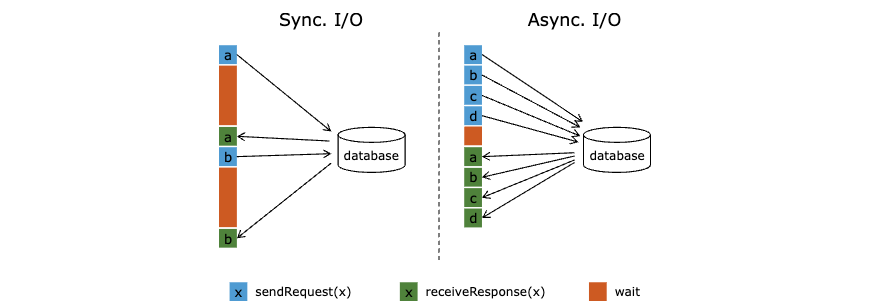 Sync. I/O
a
a
b
b
database
Async. I/O
a
b
c
d
a
b
c
d
database
x sendRequest(x)
x receiveResponse(x)
wait